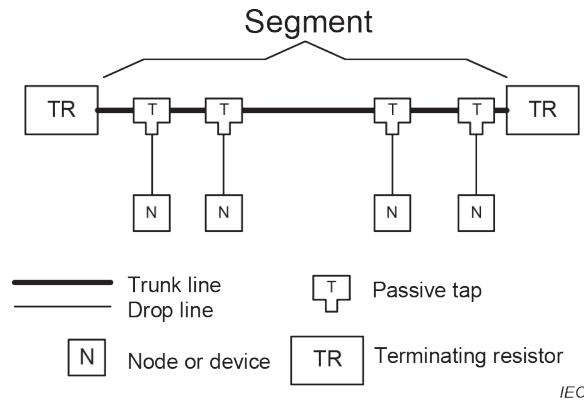 Segment
TR T T T T TR
N N N N
Trunk line
Drop line
T Passive tap
N Node or device
TR Terminating resistor
IEC